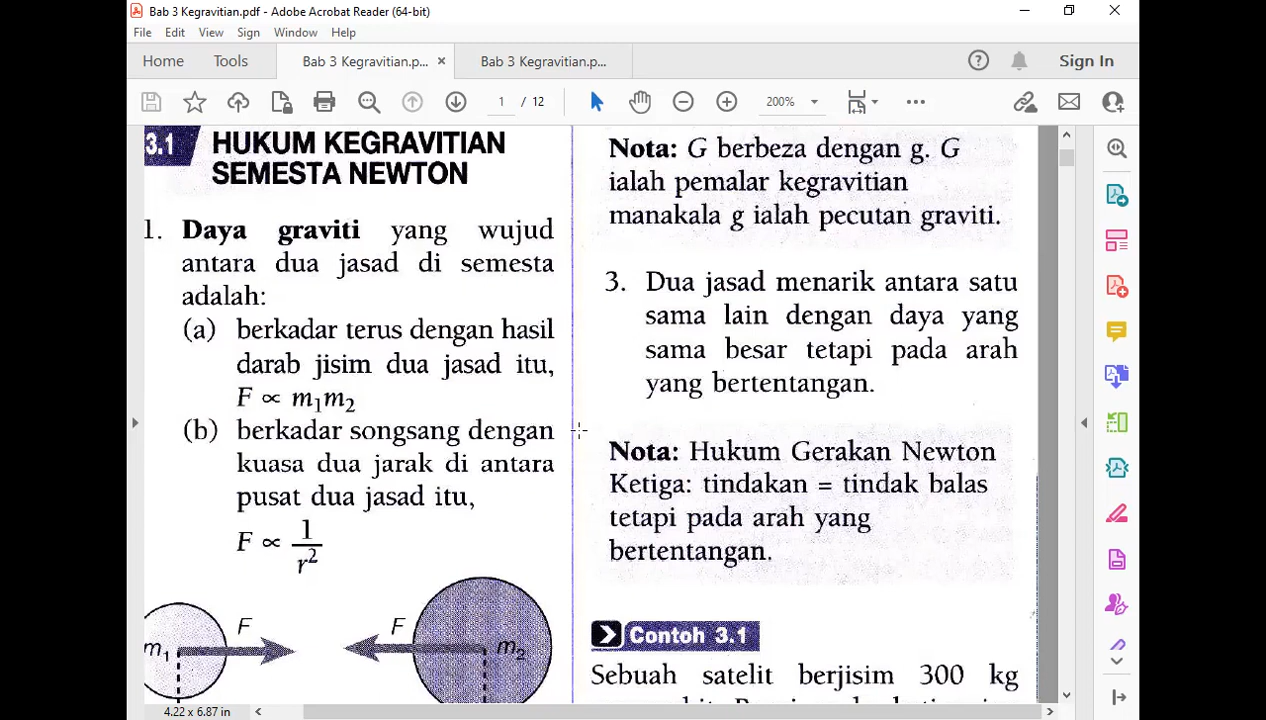 Bab 3 Kegravitian.pdf - Adobe Acrobat Reader (64-bit)
File Edit View Sign Window Help
Home Tools Bab 3 Kegravitian.p... × Bab 3 Kegravitian.p... Sign In
1 / 12 200%
3.1 HUKUM KEGRAVITIAN
SEMESTA NEWTON
1. Daya graviti yang wujud
antara dua jasad di semesta
adalah:
(a) berkadar terus dengan hasil
darab jisim dua jasad itu,
F ∝ m₁m₂
(b) berkadar songsang dengan
kuasa dua jarak di antara
pusat dua jasad itu,
F ∝ 1/r²
F F
m₁ m₂
Nota: G berbeza dengan g. G
ialah pemalar kegravitian
manakala g ialah pecutan graviti.
3. Dua jasad menarik antara satu
sama lain dengan daya yang
sama besar tetapi pada arah
yang bertentangan.
Nota: Hukum Gerakan Newton
Ketiga: tindakan = tindak balas
tetapi pada arah yang
bertentangan.
Contoh 3.1
Sebuah satelit berjisim 300 kg
4.22 x 6.87 in